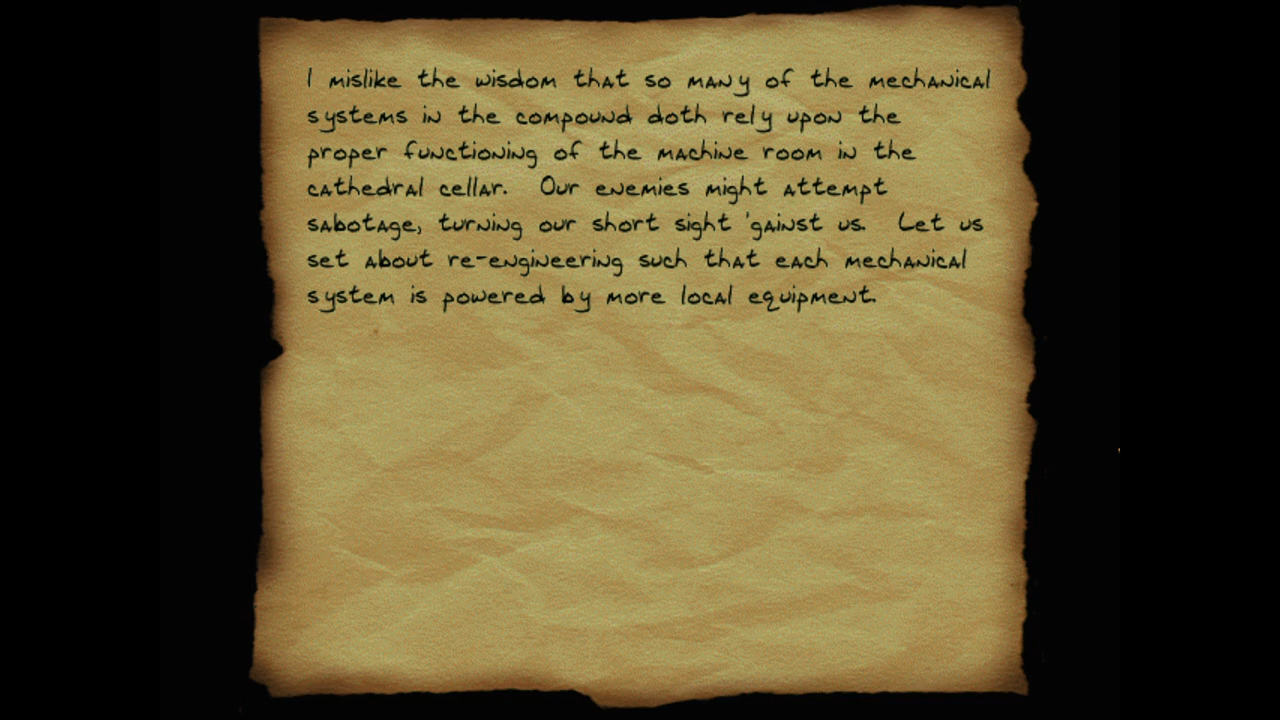 I mislike the wisdom that so many of the mechanical
systems in the compound doth rely upon the
proper functioning of the machine room in the
cathedral cellar.  Our enemies might attempt
sabotage, turning our short sight 'gainst us.  Let us
set about re-engineering such that each mechanical
system is powered by more local equipment.